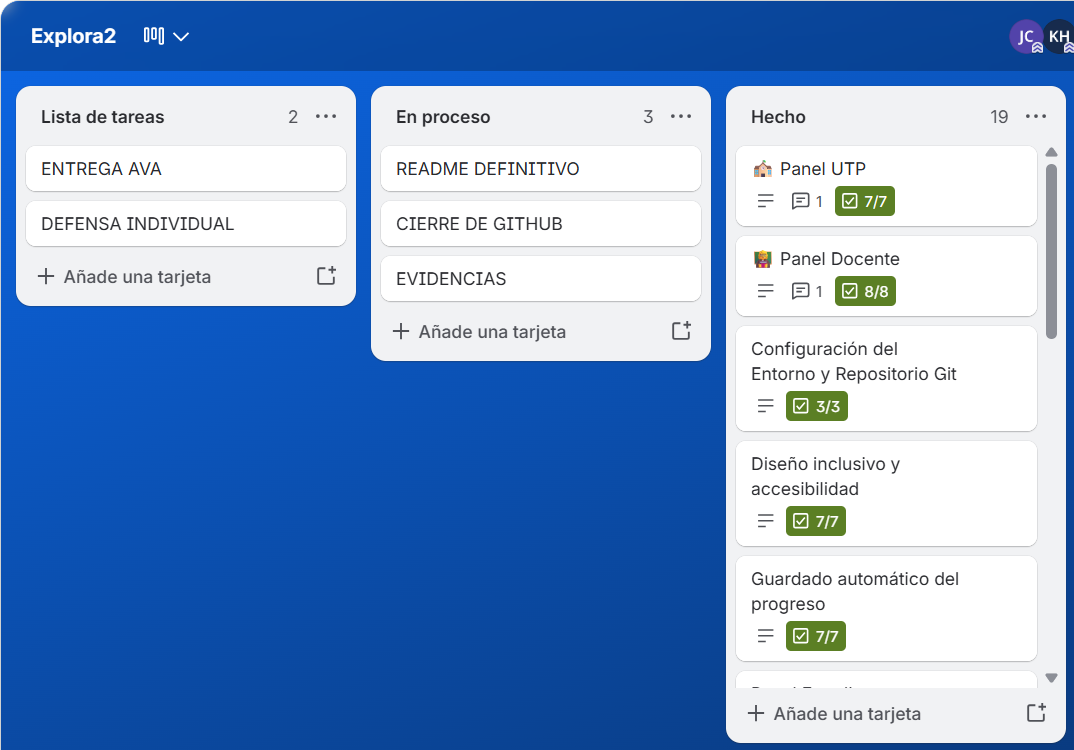 Explora2
JC
KH
Lista de tareas 2
ENTREGA AVA
DEFENSA INDIVIDUAL
Añade una tarjeta
En proceso 3
README DEFINITIVO
CIERRE DE GITHUB
EVIDENCIAS
Añade una tarjeta
Hecho 19
Panel UTP
1 7/7
Panel Docente
1 8/8
Configuración del
Entorno y Repositorio Git
3/3
Diseño inclusivo y
accesibilidad
7/7
Guardado automático del
progreso
7/7
Añade una tarjeta